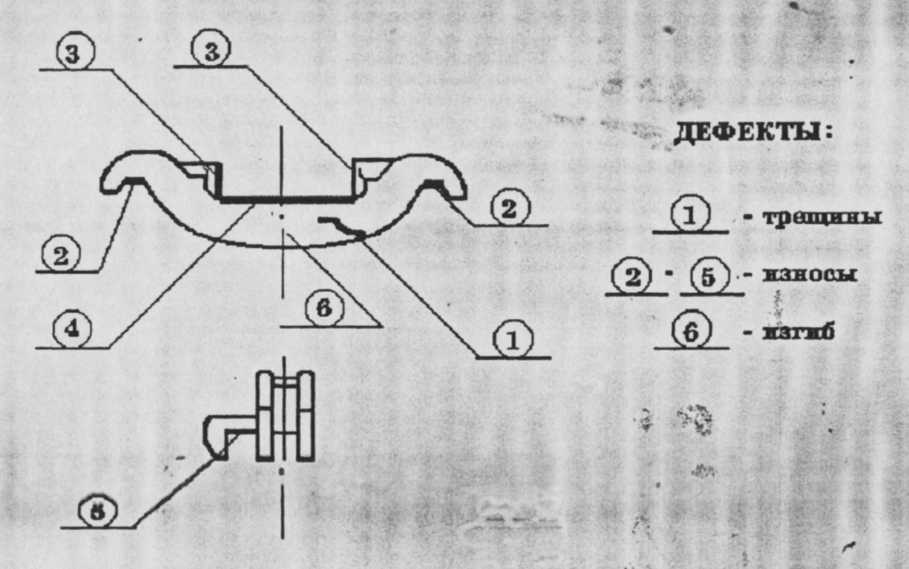 3 3
ДЕФЕКТЫ:
2 1 - трещины
2 2 - 5 - износы
4 6 1 6 - изгиб
5